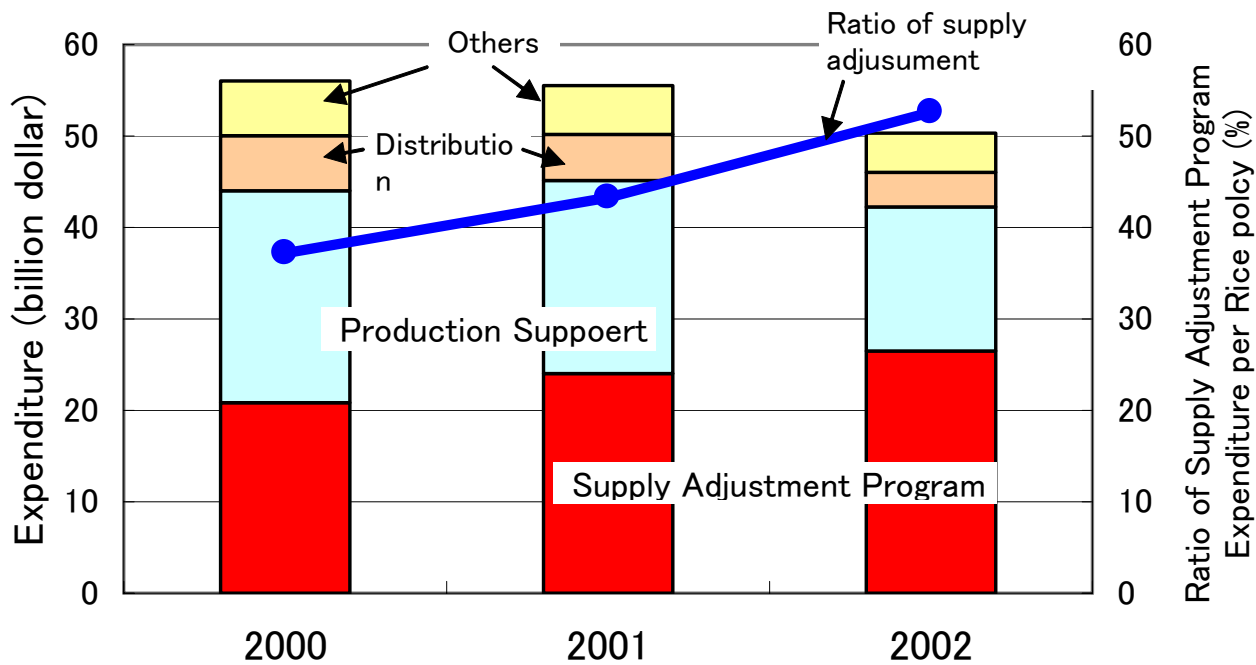 Expenditure (billion dollar)
60
50
40
30
20
10
0
Others
Distributio
n
Ratio of supply
adjusument
Production Suppoert
Supply Adjustment Program
2000
2001
2002
60
50
40
30
20
10
0
Ratio of Supply Adjustment Program
Expenditure per Rice polcy (%)